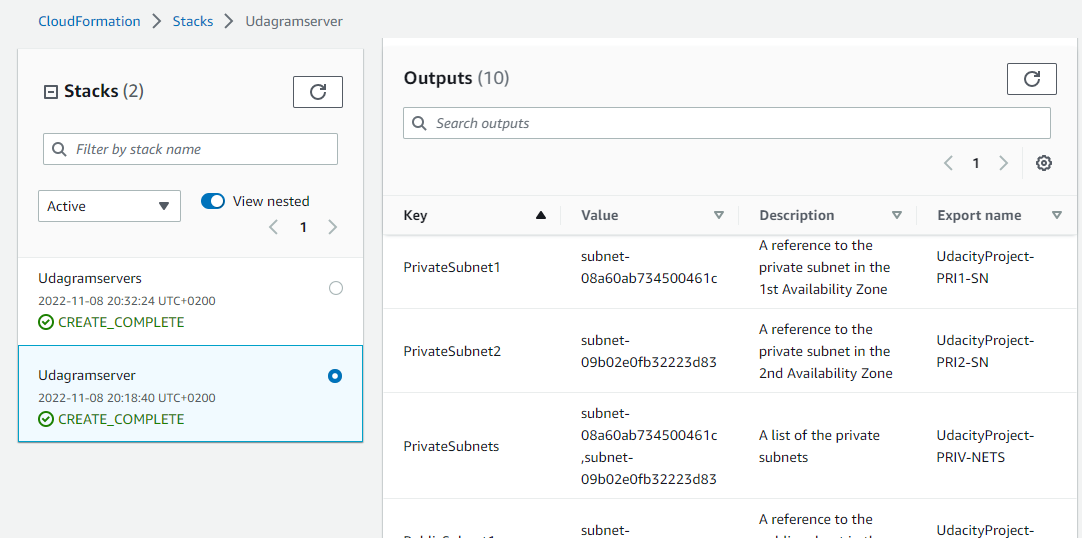 CloudFormation > Stacks > Udagramserver
Stacks (2)
Filter by stack name
Active
View nested
1
Udagramservers
2022-11-08 20:32:24 UTC+0200
CREATE_COMPLETE
Udagramserver
2022-11-08 20:18:40 UTC+0200
CREATE_COMPLETE
Outputs (10)
Search outputs
1
Key Value Description Export name
PrivateSubnet1
subnet-
08a60ab734500461c
A reference to the
private subnet in the
1st Availability Zone
UdacityProject-
PRI1-SN
PrivateSubnet2
subnet-
09b02e0fb32223d83
A reference to the
private subnet in the
2nd Availability Zone
UdacityProject-
PRI2-SN
PrivateSubnets
subnet-
08a60ab734500461c
,subnet-
09b02e0fb32223d83
A list of the private
subnets
UdacityProject-
PRIV-NETS
subnet-
A reference to the
UdacityProject-